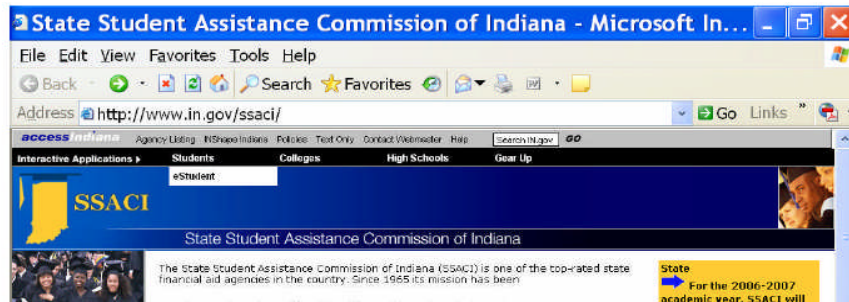 State Student Assistance Commission of Indiana - Microsoft In...
File Edit View Favorites Tools Help
Back Search Favorites
Address http://www.in.gov/ssaci/ Go Links »
accessIndiana Agency Listing INShape Indiana Policies Text Only Contact Webmaster Help Search IN.gov GO
Interactive Applications Students Colleges High Schools Gear Up
eStudent
SSACI
State Student Assistance Commission of Indiana
The State Student Assistance Commission of Indiana (SSACI) is one of the top-rated state
financial aid agencies in the country. Since 1965 its mission has been
State
For the 2006-2007
academic year, SSACI will